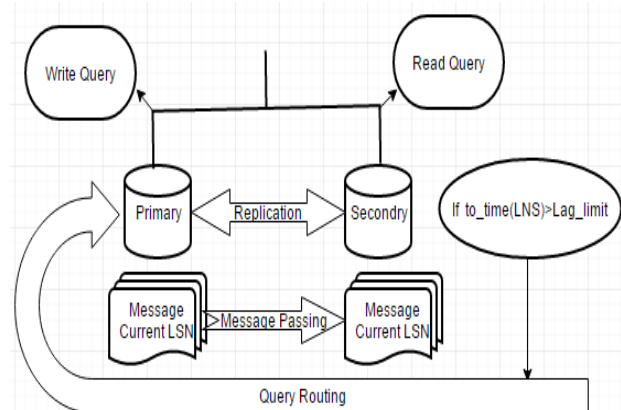 Write Query
Read Query
Primary
Replication
Secondry
If to_time(LNS)>Lag_limit
Message
Current LSN
Message Passing
Message
Current LSN
Query Routing